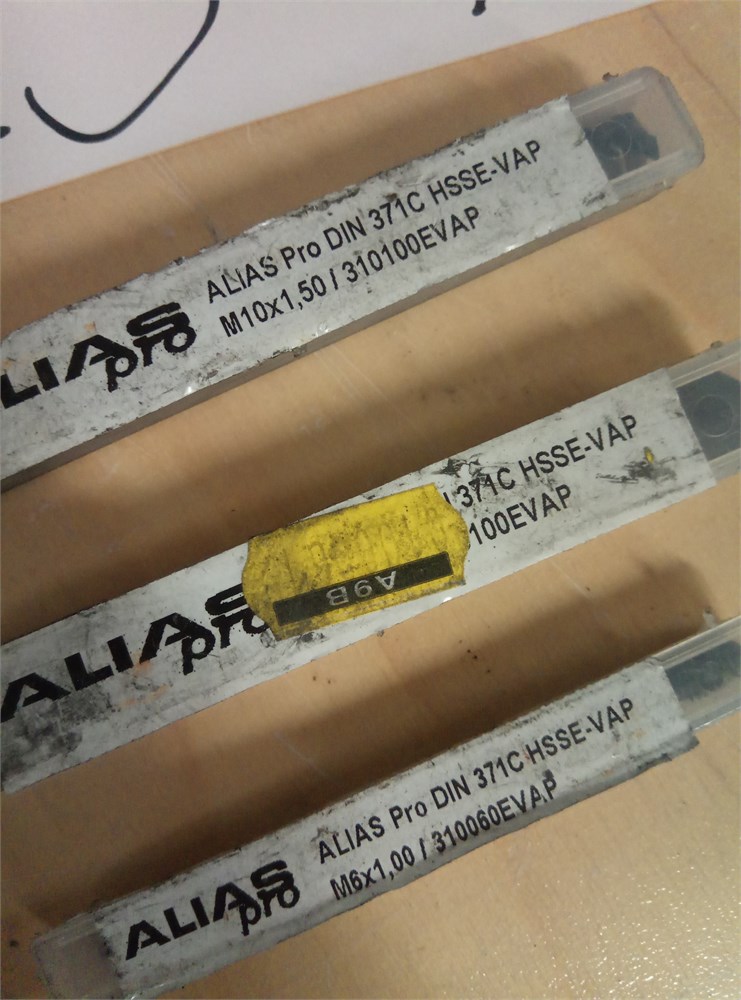 ALIAS Pro DIN 371C HSSE-VAP
M10x1,50 / 310100EVAP
LIAS
pro
371C HSSE-VAP
100EVAP
A9B
ALIAS
pro
ALIAS Pro DIN 371C HSSE-VAP
M6x1,00 / 310060EVAP
ALIAS
pro